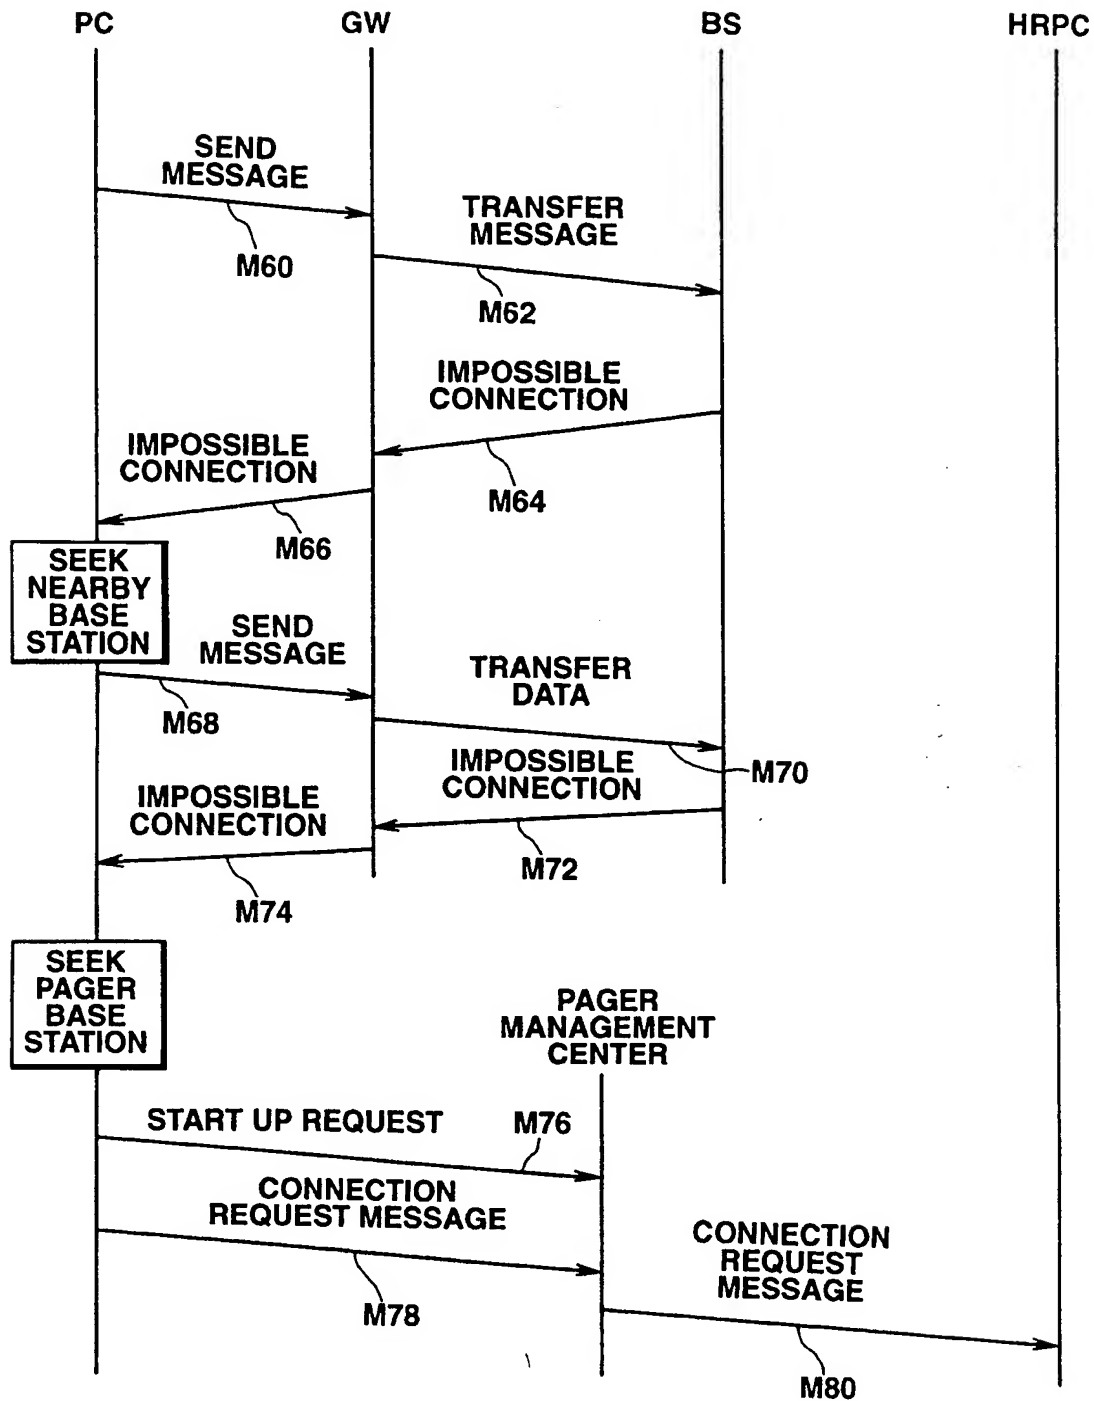 PC
GW
BS
HRPC
SEND
MESSAGE
M60
TRANSFER
MESSAGE
M62
IMPOSSIBLE
CONNECTION
M64
IMPOSSIBLE
CONNECTION
M66
SEEK
NEARBY
BASE
STATION
SEND
MESSAGE
M68
TRANSFER
DATA
M70
IMPOSSIBLE
CONNECTION
M72
IMPOSSIBLE
CONNECTION
M74
SEEK
PAGER
BASE
STATION
PAGER
MANAGEMENT
CENTER
START UP REQUEST
M76
CONNECTION
REQUEST MESSAGE
M78
CONNECTION
REQUEST
MESSAGE
M80